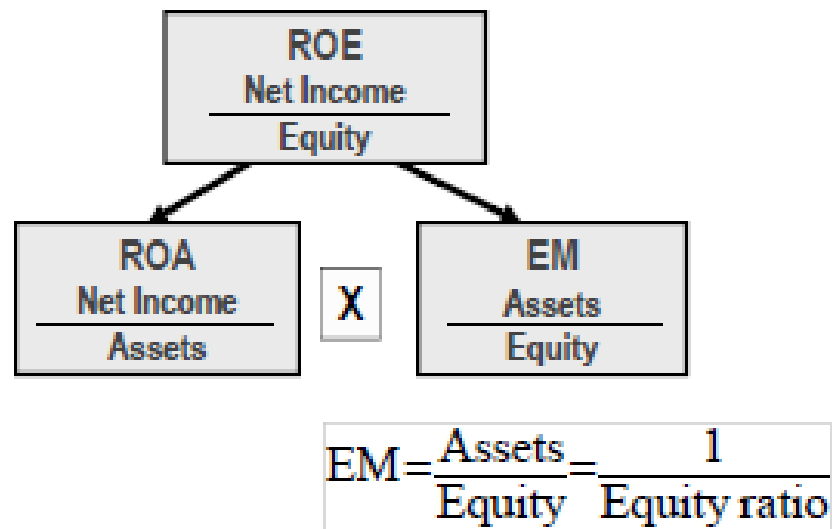 ROE
Net Income
Equity
ROA
Net Income
Assets
X
EM
Assets
Equity
EM=Assets/Equity=1/Equity ratio